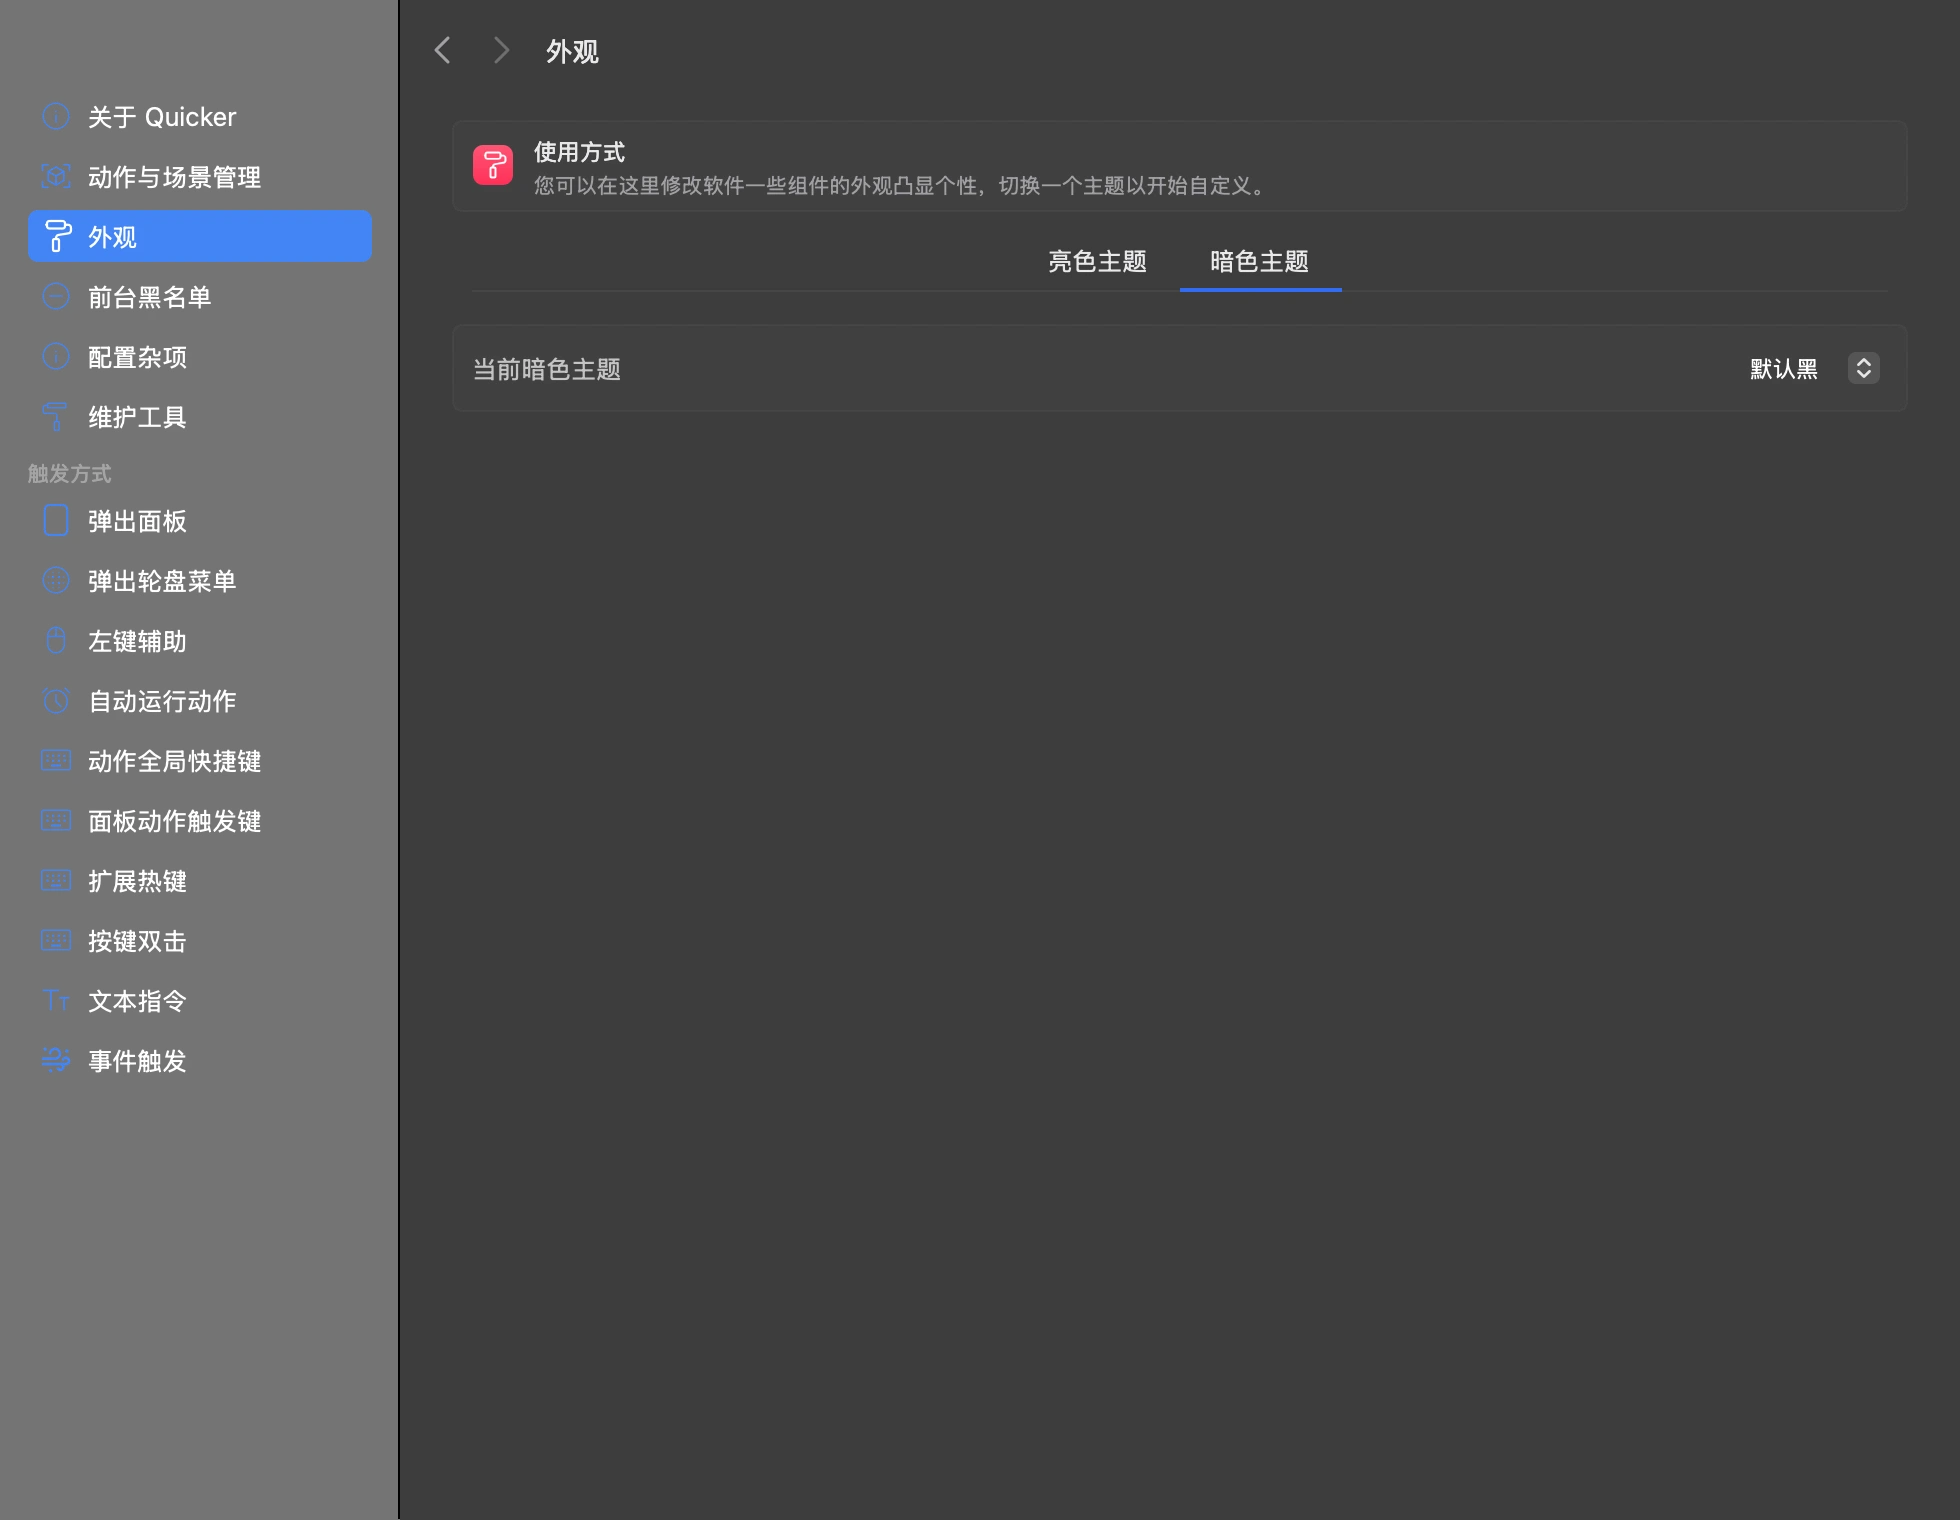 关于 Quicker
动作与场景管理
外观
前台黑名单
配置杂项
维护工具
触发方式
弹出面板
弹出轮盘菜单
左键辅助
自动运行动作
动作全局快捷键
面板动作触发键
扩展热键
按键双击
文本指令
事件触发
外观
使用方式
您可以在这里修改软件一些组件的外观凸显个性，切换一个主题以开始自定义。
亮色主题 暗色主题
当前暗色主题 默认黑